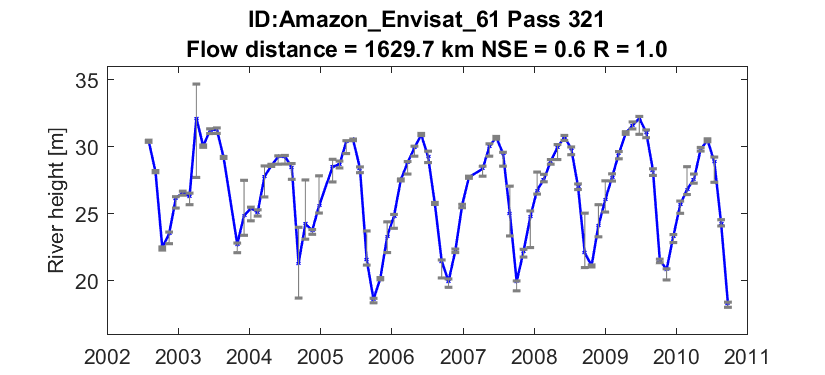 ID:Amazon_Envisat_61 Pass 321
Flow distance = 1629.7 km NSE = 0.6 R = 1.0
River height [m]
35
30
25
20
2002 2003 2004 2005 2006 2007 2008 2009 2010 2011